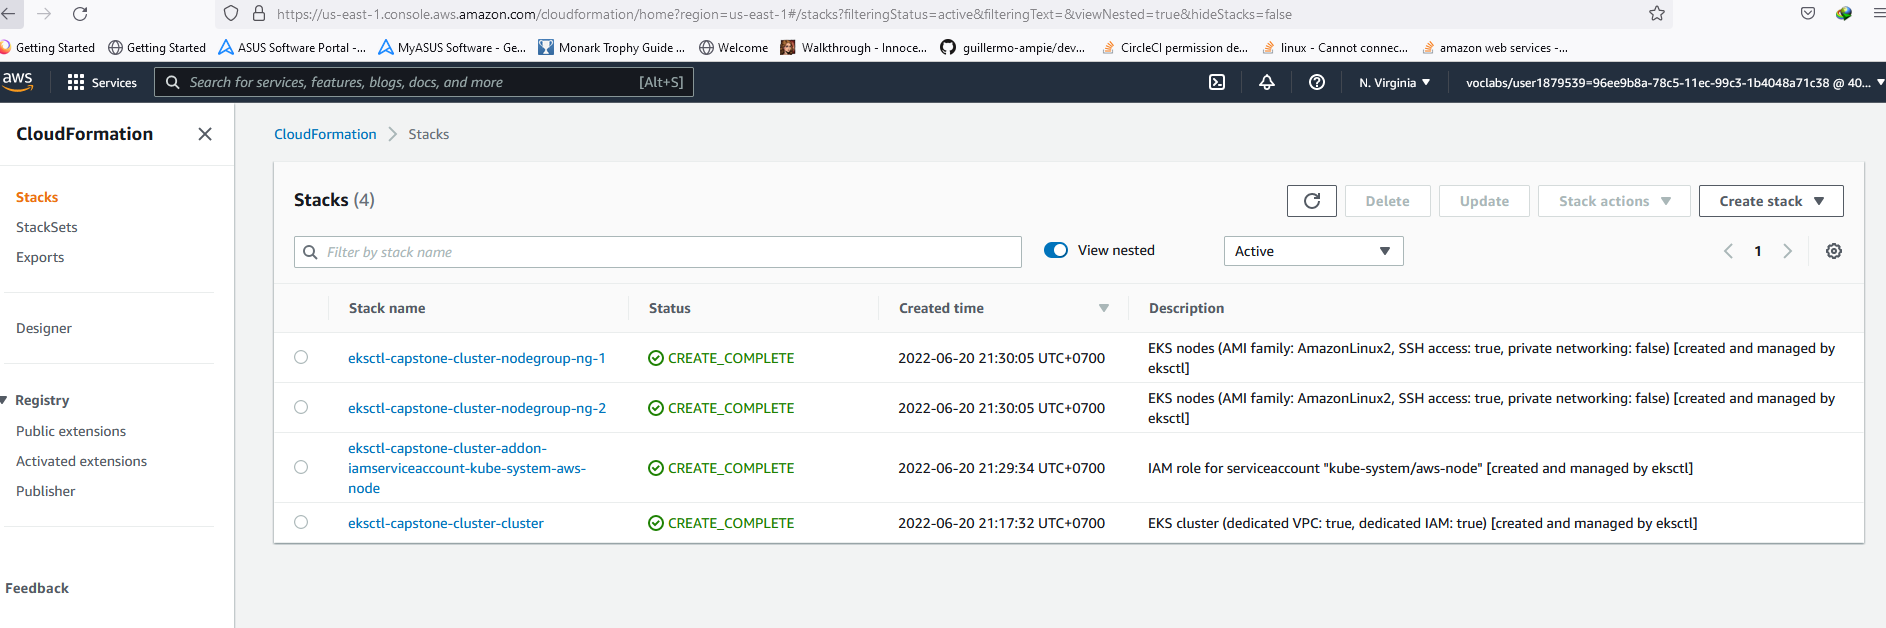 https://us-east-1.console.aws.amazon.com/cloudformation/home?region=us-east-1#/stacks?filteringStatus=active&filteringText=&viewNested=true&hideStacks=false
Getting Started
Getting Started
ASUS Software Portal -...
MyASUS Software - Ge...
Monark Trophy Guide ...
Welcome
Walkthrough - Innoce...
guillermo-ampie/dev...
CircleCI permission de...
linux - Cannot connec...
amazon web services -...
aws
Services
Search for services, features, blogs, docs, and more
[Alt+S]
N. Virginia
voclabs/user1879539=96ee9b8a-78c5-11ec-99c3-1b4048a71c38 @ 40...
CloudFormation
Stacks
StackSets
Exports
Designer
Registry
Public extensions
Activated extensions
Publisher
Feedback
CloudFormation
Stacks
Stacks (4)
Delete
Update
Stack actions
Create stack
Filter by stack name
View nested
Active
1
Stack name
Status
Created time
Description
eksctl-capstone-cluster-nodegroup-ng-1
CREATE_COMPLETE
2022-06-20 21:30:05 UTC+0700
EKS nodes (AMI family: AmazonLinux2, SSH access: true, private networking: false) [created and managed by
eksctl]
eksctl-capstone-cluster-nodegroup-ng-2
CREATE_COMPLETE
2022-06-20 21:30:05 UTC+0700
EKS nodes (AMI family: AmazonLinux2, SSH access: true, private networking: false) [created and managed by
eksctl]
eksctl-capstone-cluster-addon-
iamserviceaccount-kube-system-aws-
node
CREATE_COMPLETE
2022-06-20 21:29:34 UTC+0700
IAM role for serviceaccount "kube-system/aws-node" [created and managed by eksctl]
eksctl-capstone-cluster-cluster
CREATE_COMPLETE
2022-06-20 21:17:32 UTC+0700
EKS cluster (dedicated VPC: true, dedicated IAM: true) [created and managed by eksctl]